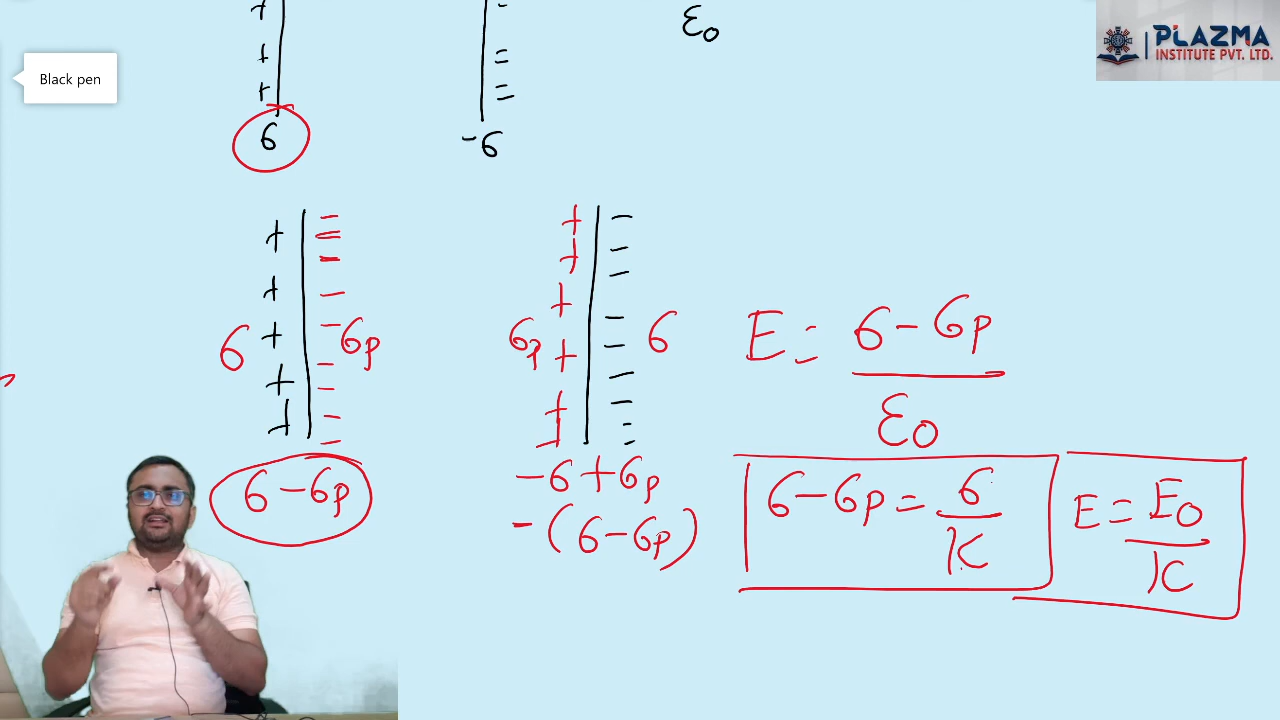 PLAZMA
INSTITUTE PVT. LTD.
Black pen
ε₀
σ
-σ
σ
σp
σp
σ
E = (σ - σp) / ε₀
σ - σp
-σ + σp
-(σ - σp)
σ - σp = σ / K
E = E₀ / K